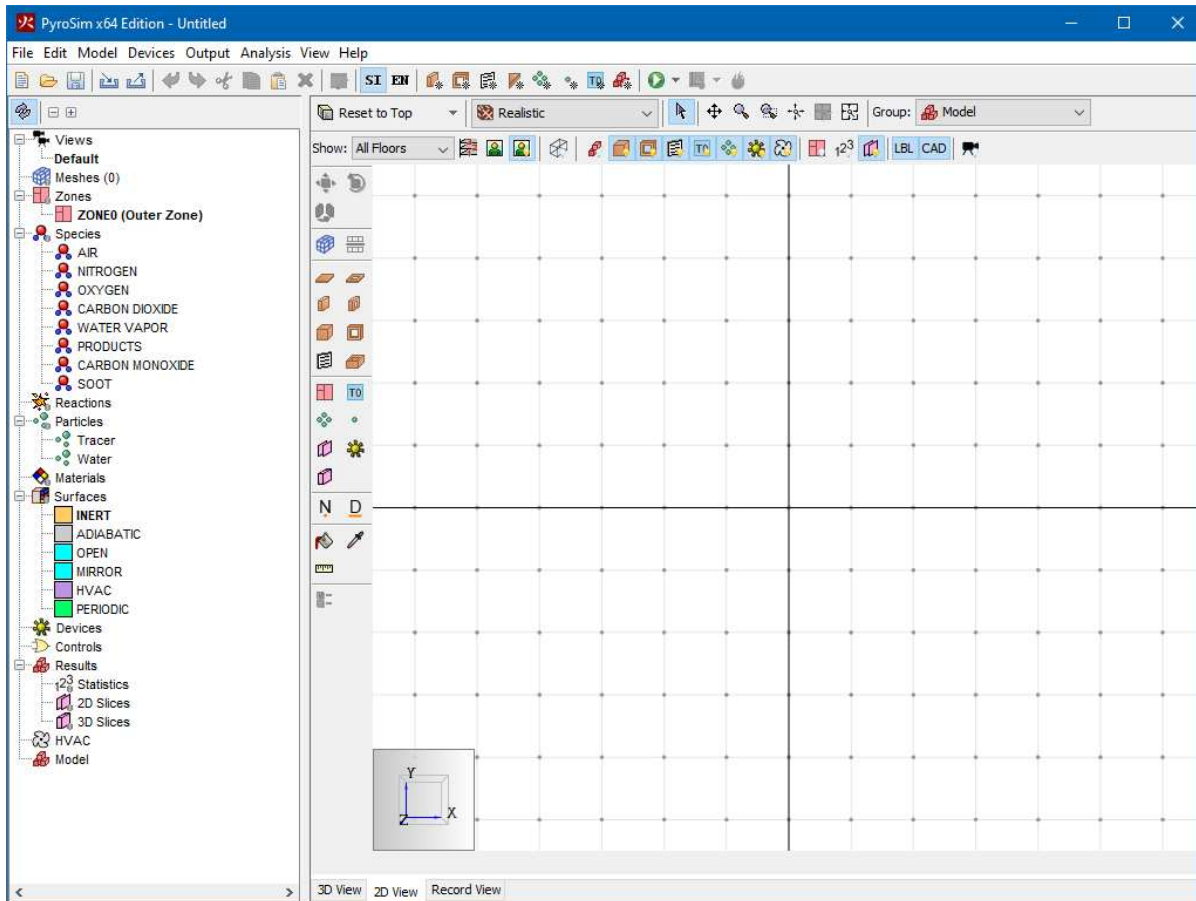 PyroSim x64 Edition - Untitled
File Edit Model Devices Output Analysis View Help
SI EN
Reset to Top Realistic Group: Model
Show: All Floors LBL CAD
Views
Default
Meshes (0)
Zones
ZONE0 (Outer Zone)
Species
AIR
NITROGEN
OXYGEN
CARBON DIOXIDE
WATER VAPOR
PRODUCTS
CARBON MONOXIDE
SOOT
Reactions
Particles
Tracer
Water
Materials
Surfaces
INERT
ADIABATIC
OPEN
MIRROR
HVAC
PERIODIC
Devices
Controls
Results
Statistics
2D Slices
3D Slices
HVAC
Model
N D
Y
Z X
3D View 2D View Record View